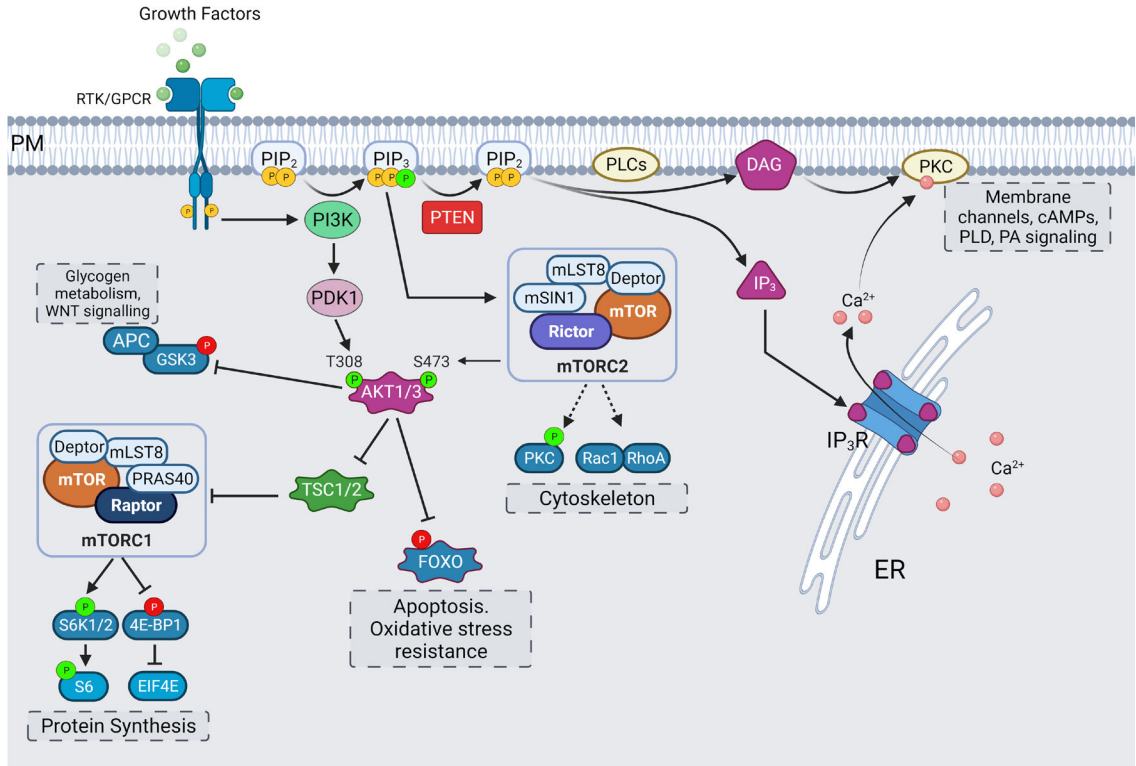 Growth Factors
RTK/GPCR
PM
PIP2
P P
PIP3
P P P
PIP2
P P
PLCs
DAG
PKC
P P
PI3K
PTEN
Membrane
channels, cAMPs,
PLD, PA signaling
Glycogen
metabolism,
WNT signalling
PDK1
mLST8
Deptor
mSIN1
mTOR
Rictor
mTORC2
IP3
Ca2+
APC
GSK3
P
T308
S473
P
P
AKT1/3
IP3R
Ca2+
P
PKC
Rac1
RhoA
Cytoskeleton
Deptor
mLST8
mTOR
PRAS40
Raptor
mTORC1
TSC1/2
P
FOXO
ER
Apoptosis.
Oxidative stress
resistance
P
S6K1/2
P
4E-BP1
P
S6
EIF4E
Protein Synthesis